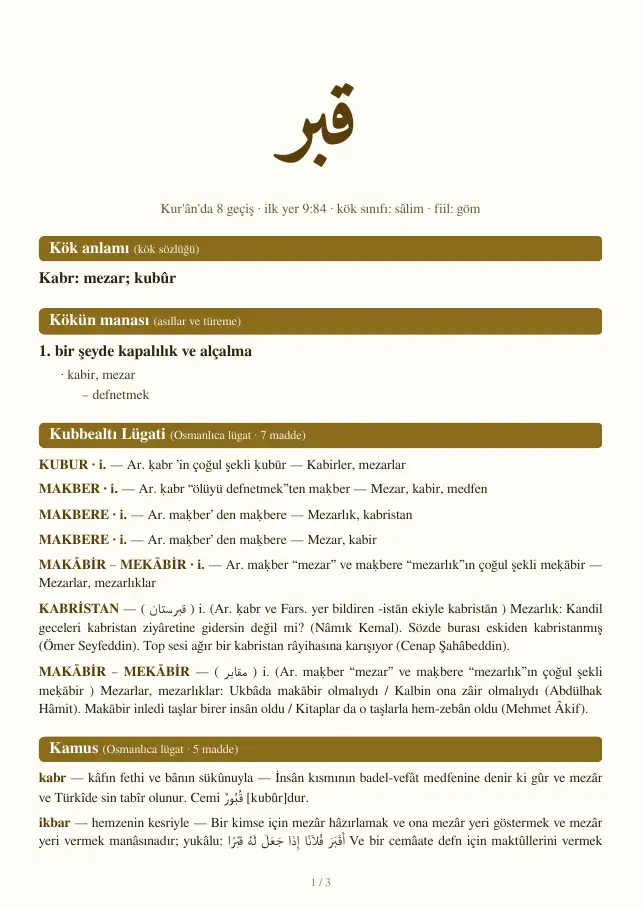 قبر
Kur'ân'da 8 geçiş · ilk yer 9:84 · kök sınıfı: sâlim · fiil: göm
Kök anlamı (kök sözlüğü)
Kabr: mezar; kubûr
Kökün manası (asıllar ve türeme)
1. bir şeyde kapalılık ve alçalma
· kabir, mezar
– defnetmek
Kubbealtı Lügati (Osmanlıca lügat · 7 madde)
KUBUR · i. — Ar. ḳabr 'in çoğul şekli ḳubūr — Kabirler, mezarlar
MAKBER · i. — Ar. ḳabr “ölüyü defnetmek”ten maḳber — Mezar, kabir, medfen
MAKBERE · i. — Ar. maḳber' den maḳbere — Mezarlık, kabristan
MAKBERE · i. — Ar. maḳber' den maḳbere — Mezar, kabir
MAKĀBİR – MEKĀBİR · i. — Ar. maḳber “mezar” ve maḳbere “mezarlık”ın çoğul şekli meḳābir —
Mezarlar, mezarlıklar
KABRİSTAN — ( قبرستان ) i. (Ar. ḳabr ve Fars. yer bildiren -istān ekiyle kabristān ) Mezarlık: Kandil
geceleri kabristan ziyâretine gidersin değil mi? (Nâmık Kemal). Sözde burası eskiden kabristanmış
(Ömer Seyfeddin). Top sesi ağır bir kabristan râyihasına karışıyor (Cenap Şahâbeddin).
MAKĀBİR – MEKĀBİR — ( مقابر ) i. (Ar. maḳber “mezar” ve maḳbere “mezarlık”ın çoğul şekli
meḳābir ) Mezarlar, mezarlıklar: Ukbâda makābir olmalıydı / Kalbin ona zâir olmalıydı (Abdülhak
Hâmit). Makābir inledi taşlar birer insân oldu / Kitaplar da o taşlarla hem-zebân oldu (Mehmet Âkif).
Kamus (Osmanlıca lügat · 5 madde)
kabr — kâfın fethi ve bânın sükûnuyla — İnsân kısmının badel-vefât medfenine denir ki gûr ve mezâr
ve Türkîde sin tabîr olunur. Cemi قُبُورٌ [kubûr]dur.
ikbar — hemzenin kesriyle — Bir kimse için mezâr hâzırlamak ve ona mezâr yeri göstermek ve mezâr
yeri vermek manâsınadır; yukâlu: أَقْبَرَ فُلَانًا إِذَا جَعَلَ لَهُ قَبْرًا Ve bir cemâate defn için maktûllerini vermek
1 / 3